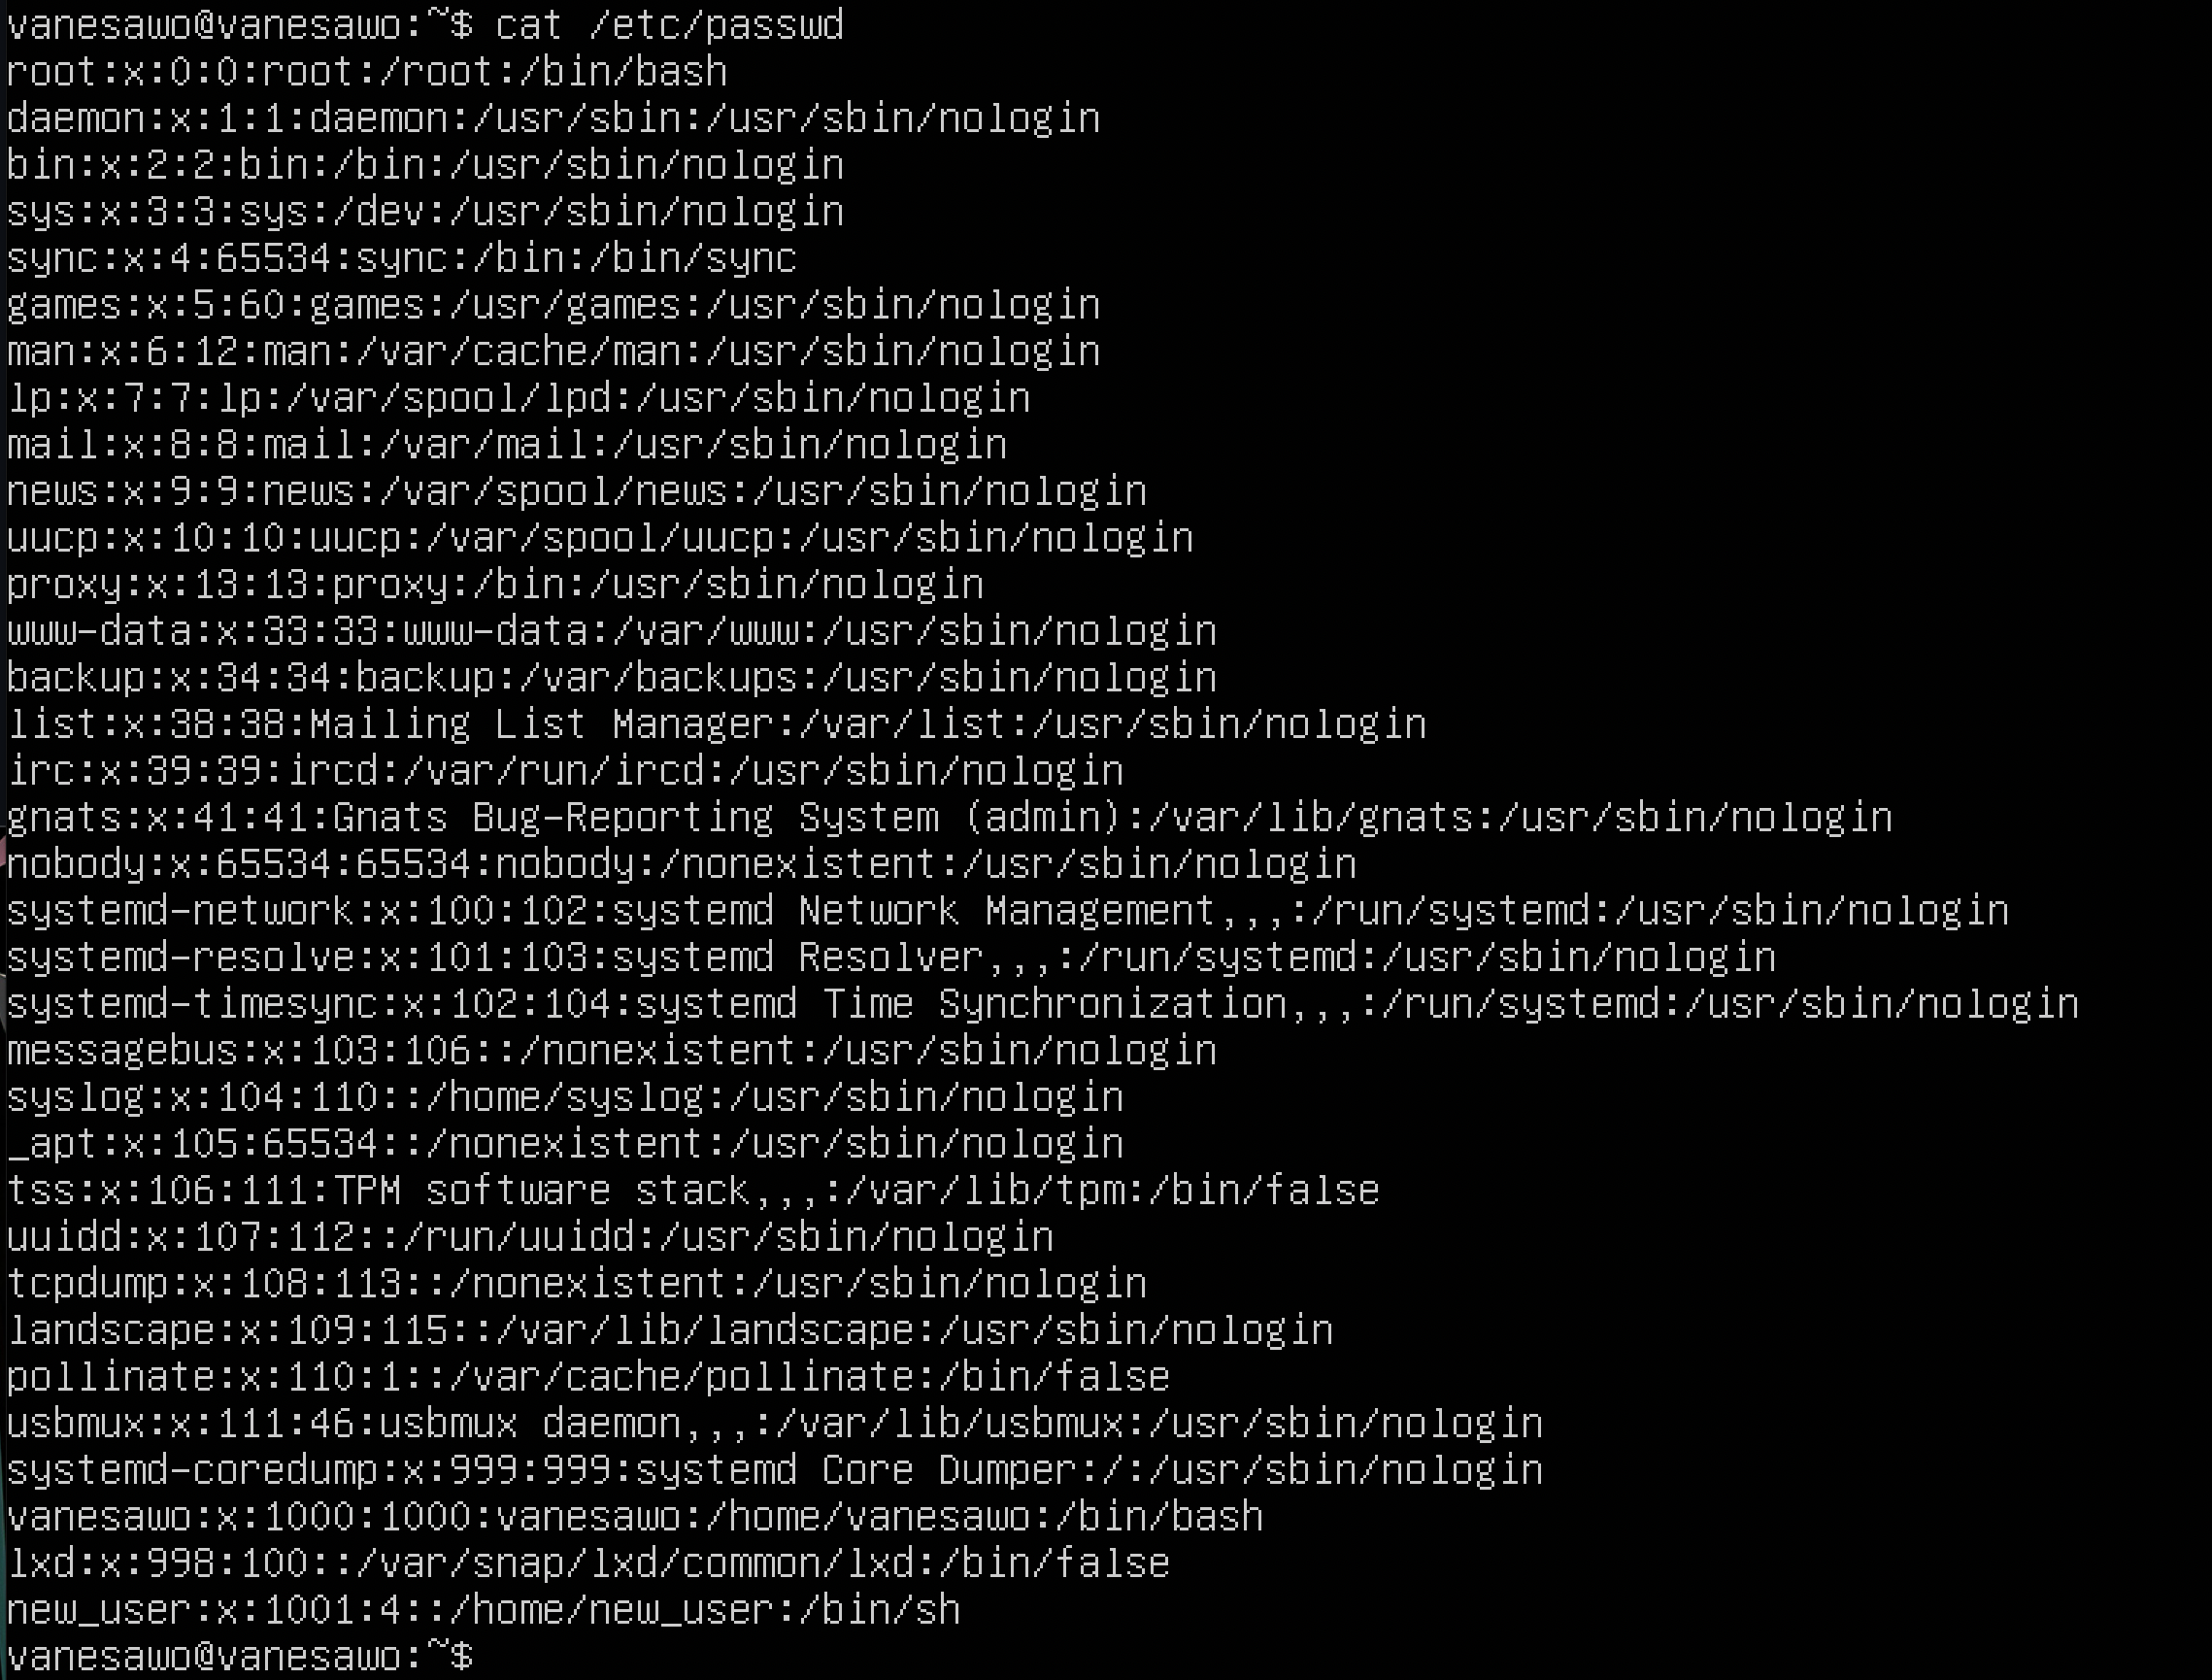 vanesawo@vanesawo:~$ cat /etc/passwd
root:x:0:0:root:/root:/bin/bash
daemon:x:1:1:daemon:/usr/sbin:/usr/sbin/nologin
bin:x:2:2:bin:/bin:/usr/sbin/nologin
sys:x:3:3:sys:/dev:/usr/sbin/nologin
sync:x:4:65534:sync:/bin:/bin/sync
games:x:5:60:games:/usr/games:/usr/sbin/nologin
man:x:6:12:man:/var/cache/man:/usr/sbin/nologin
lp:x:7:7:lp:/var/spool/lpd:/usr/sbin/nologin
mail:x:8:8:mail:/var/mail:/usr/sbin/nologin
news:x:9:9:news:/var/spool/news:/usr/sbin/nologin
uucp:x:10:10:uucp:/var/spool/uucp:/usr/sbin/nologin
proxy:x:13:13:proxy:/bin:/usr/sbin/nologin
www-data:x:33:33:www-data:/var/www:/usr/sbin/nologin
backup:x:34:34:backup:/var/backups:/usr/sbin/nologin
list:x:38:38:Mailing List Manager:/var/list:/usr/sbin/nologin
irc:x:39:39:ircd:/var/run/ircd:/usr/sbin/nologin
gnats:x:41:41:Gnats Bug-Reporting System (admin):/var/lib/gnats:/usr/sbin/nologin
nobody:x:65534:65534:nobody:/nonexistent:/usr/sbin/nologin
systemd-network:x:100:102:systemd Network Management,,,:/run/systemd:/usr/sbin/nologin
systemd-resolve:x:101:103:systemd Resolver,,,:/run/systemd:/usr/sbin/nologin
systemd-timesync:x:102:104:systemd Time Synchronization,,,:/run/systemd:/usr/sbin/nologin
messagebus:x:103:106::/nonexistent:/usr/sbin/nologin
syslog:x:104:110::/home/syslog:/usr/sbin/nologin
_apt:x:105:65534::/nonexistent:/usr/sbin/nologin
tss:x:106:111:TPM software stack,,,:/var/lib/tpm:/bin/false
uuidd:x:107:112::/run/uuidd:/usr/sbin/nologin
tcpdump:x:108:113::/nonexistent:/usr/sbin/nologin
landscape:x:109:115::/var/lib/landscape:/usr/sbin/nologin
pollinate:x:110:1::/var/cache/pollinate:/bin/false
usbmux:x:111:46:usbmux daemon,,,:/var/lib/usbmux:/usr/sbin/nologin
systemd-coredump:x:999:999:systemd Core Dumper:/:/usr/sbin/nologin
vanesawo:x:1000:1000:vanesawo:/home/vanesawo:/bin/bash
lxd:x:998:100::/var/snap/lxd/common/lxd:/bin/false
new_user:x:1001:4::/home/new_user:/bin/sh
vanesawo@vanesawo:~$